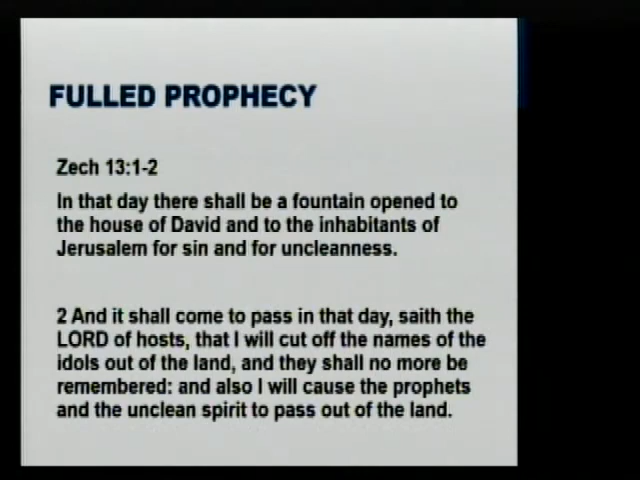 FULLED PROPHECY
Zech 13:1-2
In that day there shall be a fountain opened to
the house of David and to the inhabitants of
Jerusalem for sin and for uncleanness.
2 And it shall come to pass in that day, saith the
LORD of hosts, that I will cut off the names of the
idols out of the land, and they shall no more be
remembered: and also I will cause the prophets
and the unclean spirit to pass out of the land.